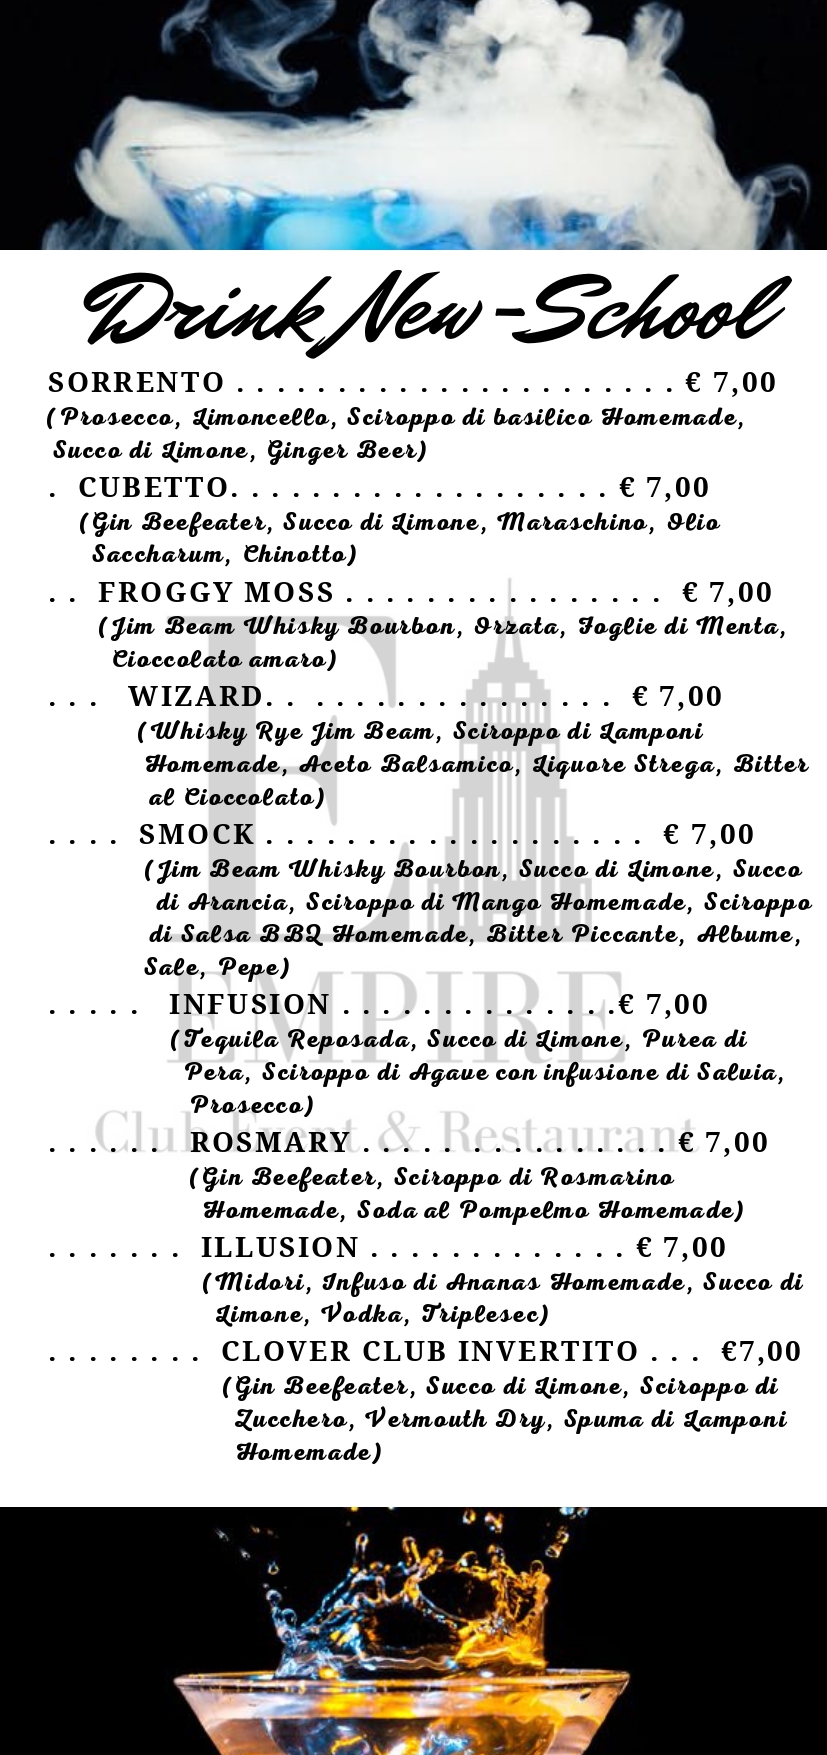 Drink New-School
SORRENTO . . . . . . . . . . . . . . . . . . . . . . € 7,00
(Prosecco, Limoncello, Sciroppo di basilico Homemade,
Succo di Limone, Ginger Beer)
. CUBETTO. . . . . . . . . . . . . . . . . . . € 7,00
(Gin Beefeater, Succo di Limone, Maraschino, Olio
Saccharum, Chinotto)
. . FROGGY MOSS . . . . . . . . . . . . . . . . € 7,00
(Jim Beam Whisky Bourbon, Orzata, Foglie di Menta,
Cioccolato amaro)
. . . WIZARD. . . . . . . . . . . . . . . . . € 7,00
(Whisky Rye Jim Beam, Sciroppo di Lamponi
Homemade, Aceto Balsamico, Liquore Strega, Bitter
al Cioccolato)
. . . . SMOCK . . . . . . . . . . . . . . . . . . . € 7,00
(Jim Beam Whisky Bourbon, Succo di Limone, Succo
di Arancia, Sciroppo di Mango Homemade, Sciroppo
di Salsa BBQ Homemade, Bitter Piccante, Albume,
Sale, Pepe)
. . . . . INFUSION . . . . . . . . . . . . . .€ 7,00
(Tequila Reposada, Succo di Limone, Purea di
Pera, Sciroppo di Agave con infusione di Salvia,
Prosecco)
. . . . . . ROSMARY . . . . . . . . . . . . . . . . € 7,00
(Gin Beefeater, Sciroppo di Rosmarino
Homemade, Soda al Pompelmo Homemade)
. . . . . . . ILLUSION . . . . . . . . . . . . . € 7,00
(Midori, Infuso di Ananas Homemade, Succo di
Limone, Vodka, Triplesec)
. . . . . . . . CLOVER CLUB INVERTITO . . . €7,00
(Gin Beefeater, Succo di Limone, Sciroppo di
Zucchero, Vermouth Dry, Spuma di Lamponi
Homemade)
E
EMPIRE
Club Event & Restaurant